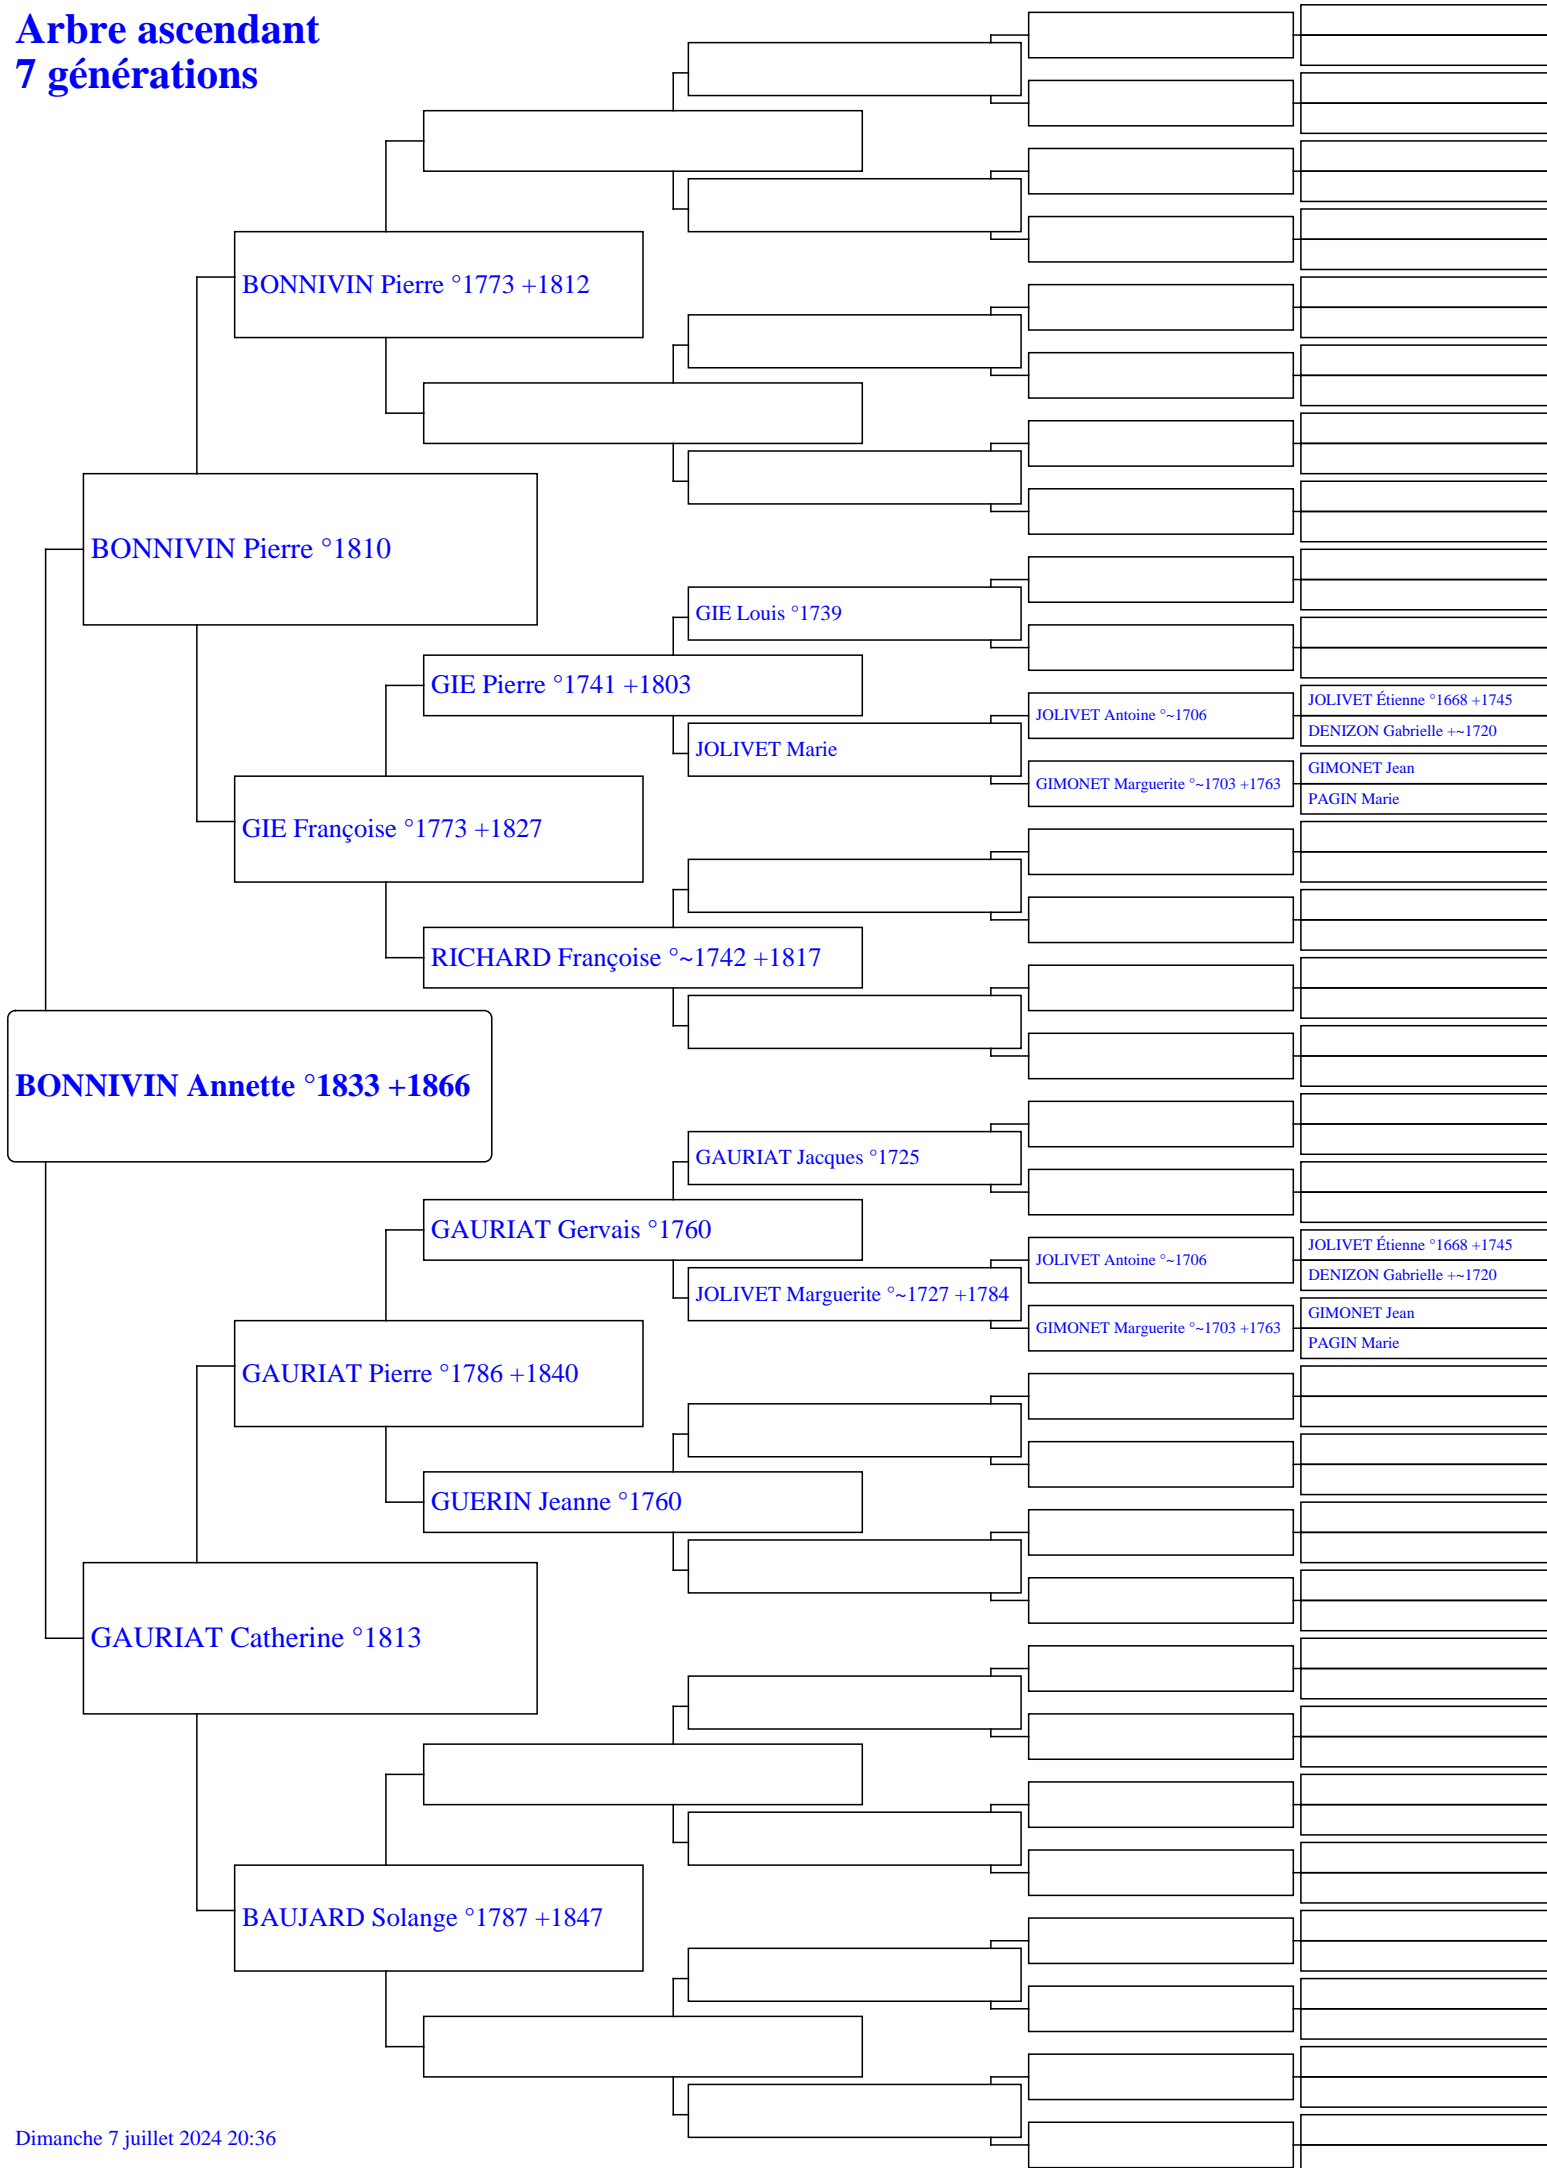 Arbre ascendant
7 générations
BONNIVIN Pierre °1773 +1812
BONNIVIN Pierre °1810
GIE Louis °1739
GIE Pierre °1741 +1803
JOLIVET Antoine °~1706
JOLIVET Étienne °1668 +1745
DENIZON Gabrielle +~1720
JOLIVET Marie
GIMONET Marguerite °~1703 +1763
GIMONET Jean
PAGIN Marie
GIE Françoise °1773 +1827
RICHARD Françoise °~1742 +1817
BONNIVIN Annette °1833 +1866
GAURIAT Jacques °1725
GAURIAT Gervais °1760
JOLIVET Antoine °~1706
JOLIVET Étienne °1668 +1745
DENIZON Gabrielle +~1720
JOLIVET Marguerite °~1727 +1784
GIMONET Marguerite °~1703 +1763
GIMONET Jean
PAGIN Marie
GAURIAT Pierre °1786 +1840
GUERIN Jeanne °1760
GAURIAT Catherine °1813
BAUJARD Solange °1787 +1847
Dimanche 7 juillet 2024 20:36